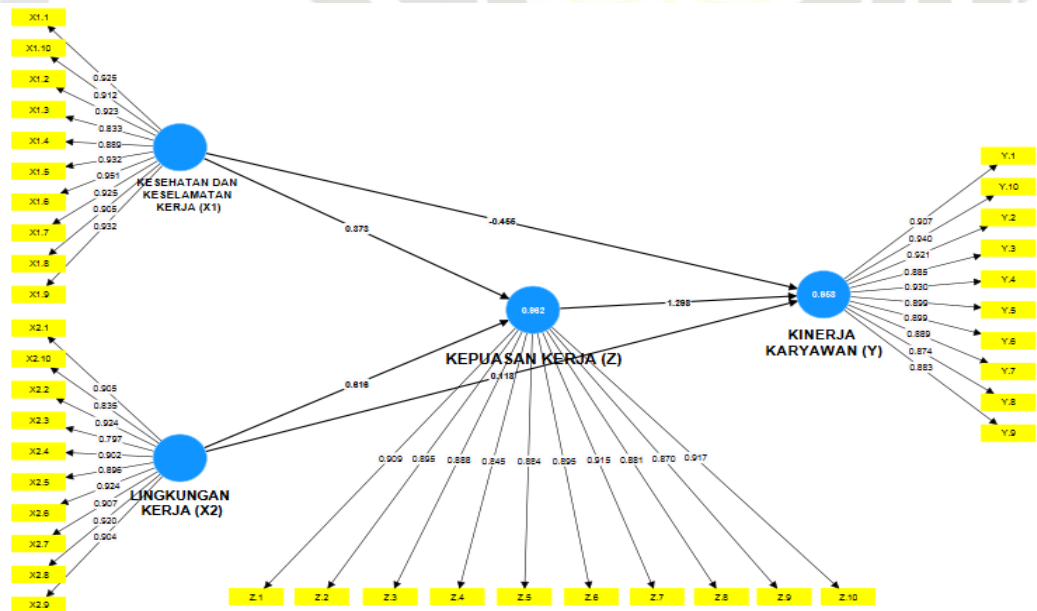 X1.1
X1.10
X1.2
X1.3
X1.4
X1.5
X1.6
X1.7
X1.8
X1.9
0.925
0.912
0.923
0.833
0.889
0.932
0.951
0.925
0.905
0.932
KESEHATAN DAN
KESELAMATAN
KERJA (X1)
X2.1
X2.10
X2.2
X2.3
X2.4
X2.5
X2.6
X2.7
X2.8
X2.9
0.905
0.835
0.924
0.797
0.902
0.896
0.924
0.907
0.920
0.904
LINGKUNGAN
KERJA (X2)
0.373
-0.456
0.616
0.118
1.298
0.962
KEPUASAN KERJA (Z)
0.909
0.895
0.888
0.845
0.884
0.895
0.915
0.881
0.870
0.917
Z.1
Z.2
Z.3
Z.4
Z.5
Z.6
Z.7
Z.8
Z.9
Z.10
0.953
KINERJA
KARYAWAN (Y)
0.907
0.940
0.921
0.885
0.930
0.899
0.899
0.889
0.874
0.883
Y.1
Y.10
Y.2
Y.3
Y.4
Y.5
Y.6
Y.7
Y.8
Y.9